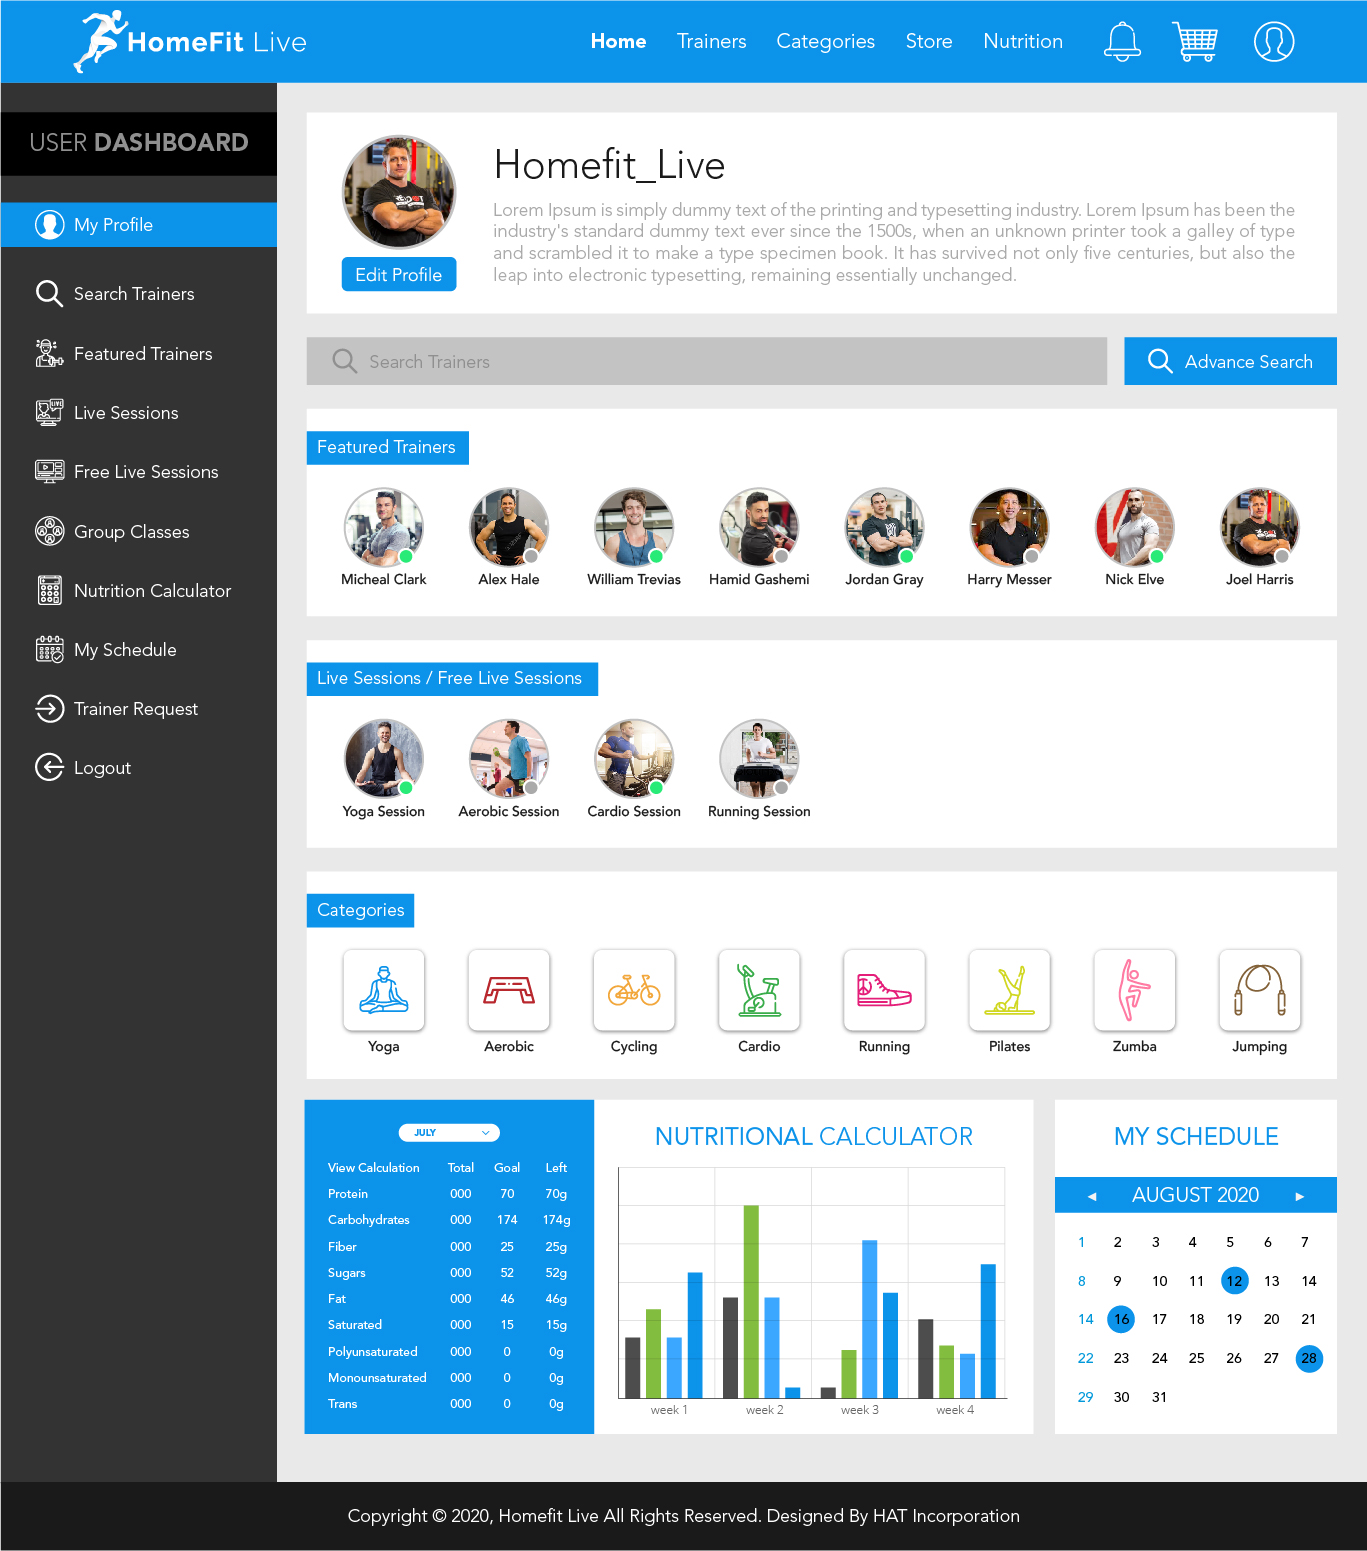 HomeFit Live
Home Trainers Categories Store Nutrition
USER DASHBOARD
My Profile
Search Trainers
Featured Trainers
Live Sessions
Free Live Sessions
Group Classes
Nutrition Calculator
My Schedule
Trainer Request
Logout
Homefit_Live
Lorem Ipsum is simply dummy text of the printing and typesetting industry. Lorem Ipsum has been the
industry's standard dummy text ever since the 1500s, when an unknown printer took a galley of type
and scrambled it to make a type specimen book. It has survived not only five centuries, but also the
leap into electronic typesetting, remaining essentially unchanged.
Edit Profile
Search Trainers
Advance Search
Featured Trainers
Micheal Clark Alex Hale William Trevias Hamid Gashemi Jordan Gray Harry Messer Nick Elve Joel Harris
Live Sessions / Free Live Sessions
Yoga Session Aerobic Session Cardio Session Running Session
Categories
Yoga Aerobic Cycling Cardio Running Pilates Zumba Jumping
JULY
View Calculation Total Goal Left
Protein 000 70 70g
Carbohydrates 000 174 174g
Fiber 000 25 25g
Sugars 000 52 52g
Fat 000 46 46g
Saturated 000 15 15g
Polyunsaturated 000 0 0g
Monounsaturated 000 0 0g
Trans 000 0 0g
NUTRITIONAL CALCULATOR
week 1 week 2 week 3 week 4
MY SCHEDULE
◄ AUGUST 2020 ►
1 2 3 4 5 6 7
8 9 10 11 12 13 14
14 16 17 18 19 20 21
22 23 24 25 26 27 28
29 30 31
Copyright © 2020, Homefit Live All Rights Reserved. Designed By HAT Incorporation